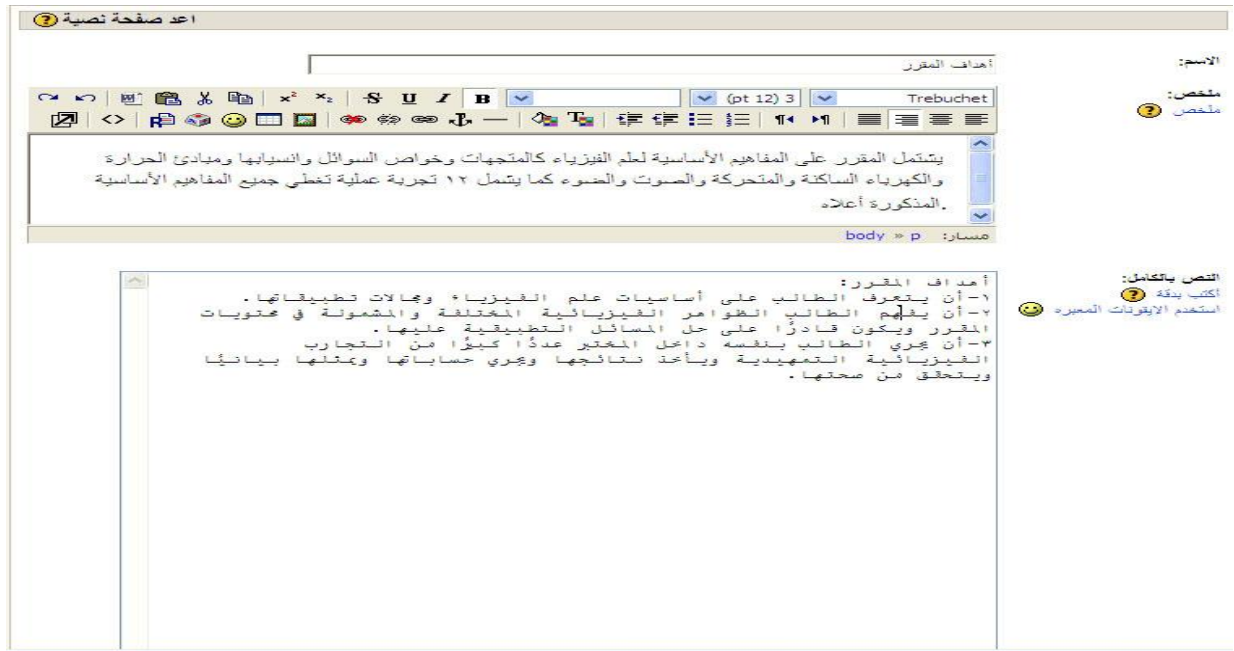 اعد صفحة نصية
الاسم:
أهداف المقرر
ملخص:
ملخص
Trebuchet
3 (12 pt)
B I U S x₂ x²
يشتمل المقرر على المفاهيم الأساسية لعلم الفيزياء كالمتجهات وخواص السوائل وانسيابها ومبادئ الحرارة
والكهرباء الساكنة والمتحركة والصوت والضوء كما يشمل ١٢ تجربة عملية تغطي جميع المفاهيم الأساسية
المذكورة أعلاه.
مسار: body » p
النص بالكامل:
أكتب بدقة
استخدم الايقونات المعبره
أهداف المقرر:
١-أن يتعرف الطالب على أساسيات علم الفيزياء ومجالات تطبيقاتها.
٢-أن يفهم الطالب الظواهر الفيزيائية المختلفة والمشمولة في محتويات
المقرر ويكون قادرًا على حل المسائل التطبيقية عليها.
٣-أن يجري الطالب بنفسه داخل المختبر عددًا كبيرًا من التجارب
الفيزيائية التمهيدية ويأخذ نتائجها ويجري حساباتها ويمثلها بيانيًا
ويتحقق من صحتها.